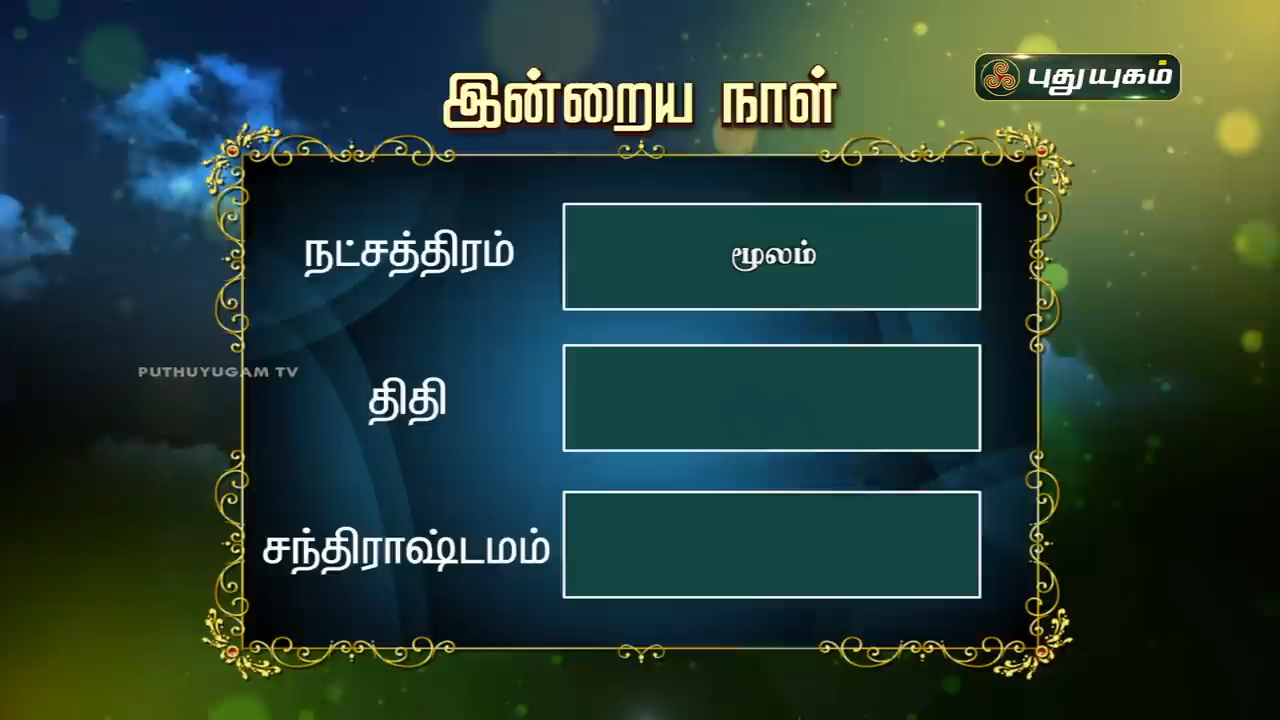 புதுயுகம்
இன்றைய நாள்
நட்சத்திரம்
மூலம்
PUTHUYUGAM TV
திதி
சந்திராஷ்டமம்